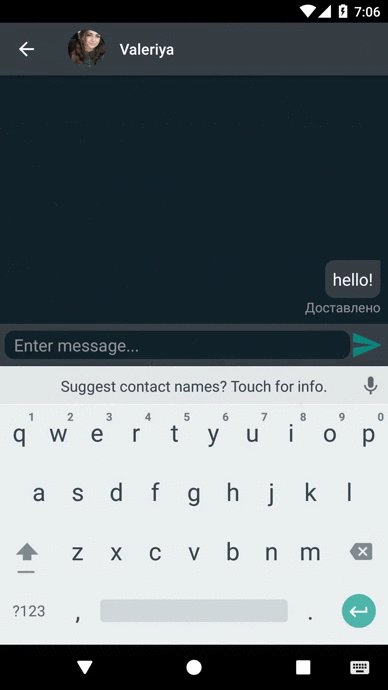 7:06
Valeriya
hello!
Доставлено
Enter message...
Suggest contact names? Touch for info.
1 2 3 4 5 6 7 8 9 0
q w e r t y u i o p
a s d f g h j k l
z x c v b n m
?123 , .